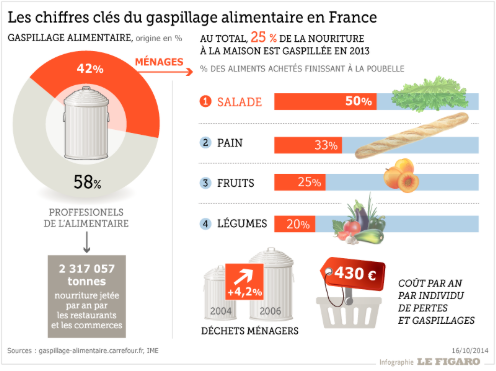 Les chiffres clés du gaspillage alimentaire en France
GASPILLAGE ALIMENTAIRE, origine en %
42%
MÉNAGES
58%
PROFFESIONELS
DE L'ALIMENTAIRE
2 317 057
tonnes
nourriture jetée
par an par
les restaurants
et les commerces
AU TOTAL, 25 % DE LA NOURITURE
À LA MAISON EST GASPILLÉE EN 2013
% DES ALIMENTS ACHETÉS FINISSANT À LA POUBELLE
1 SALADE 50%
2 PAIN 33%
3 FRUITS 25%
4 LÉGUMES 20%
+4,2%
2004 2006
DÉCHETS MÉNAGERS
430 €
COÛT PAR AN
PAR INDIVIDU
DE PERTES
ET GASPILLAGES
Sources : gaspillage-alimentaire.carrefour.fr, IME
16/10/2014
Infographie LE FIGARO